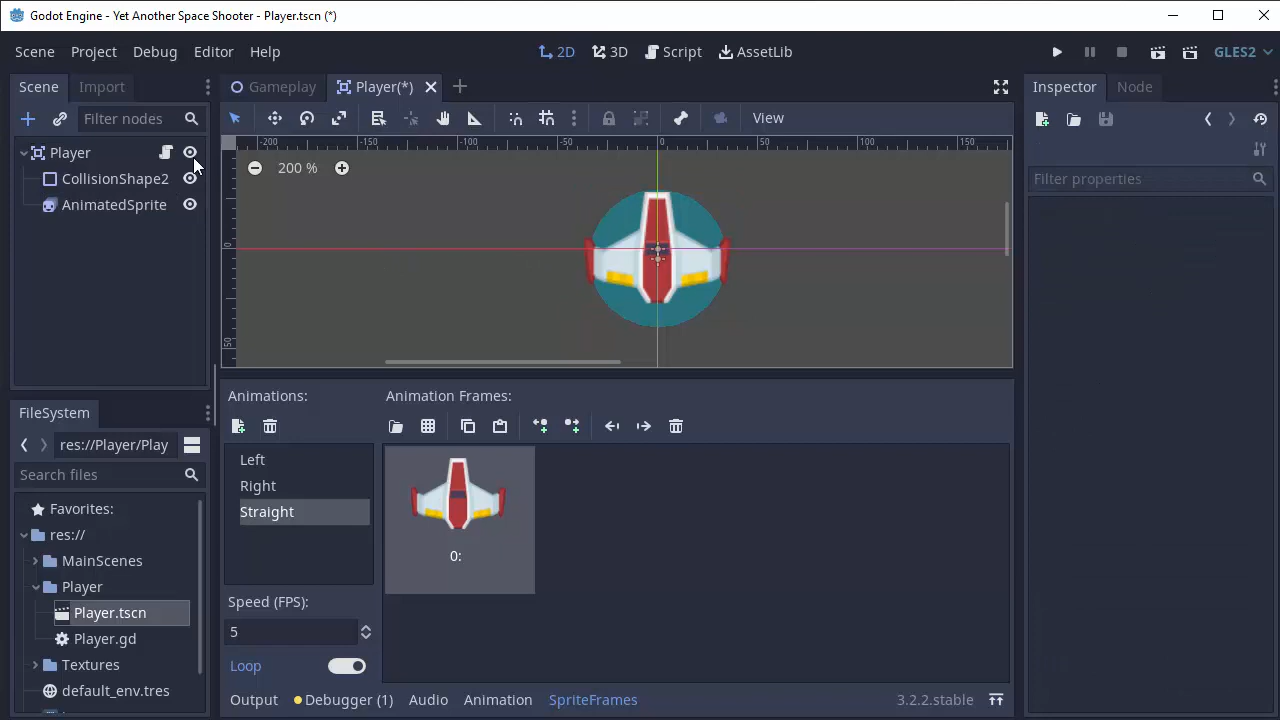 Godot Engine - Yet Another Space Shooter - Player.tscn (*)
Scene Project Debug Editor Help 2D 3D Script AssetLib GLES2
Scene Import Gameplay Player(*) Inspector Node
Filter nodes View
-200 -150 -100 -50 0 50 100 150
Player
200 %
Filter properties
CollisionShape2
AnimatedSprite
0
50
Animations: Animation Frames:
FileSystem
res://Player/Play
Left
Search files
Right
Favorites:
Straight
res://
0:
MainScenes
Player
Speed (FPS):
Player.tscn
5
Player.gd
Textures
Loop
default_env.tres
Output Debugger (1) Audio Animation SpriteFrames 3.2.2.stable